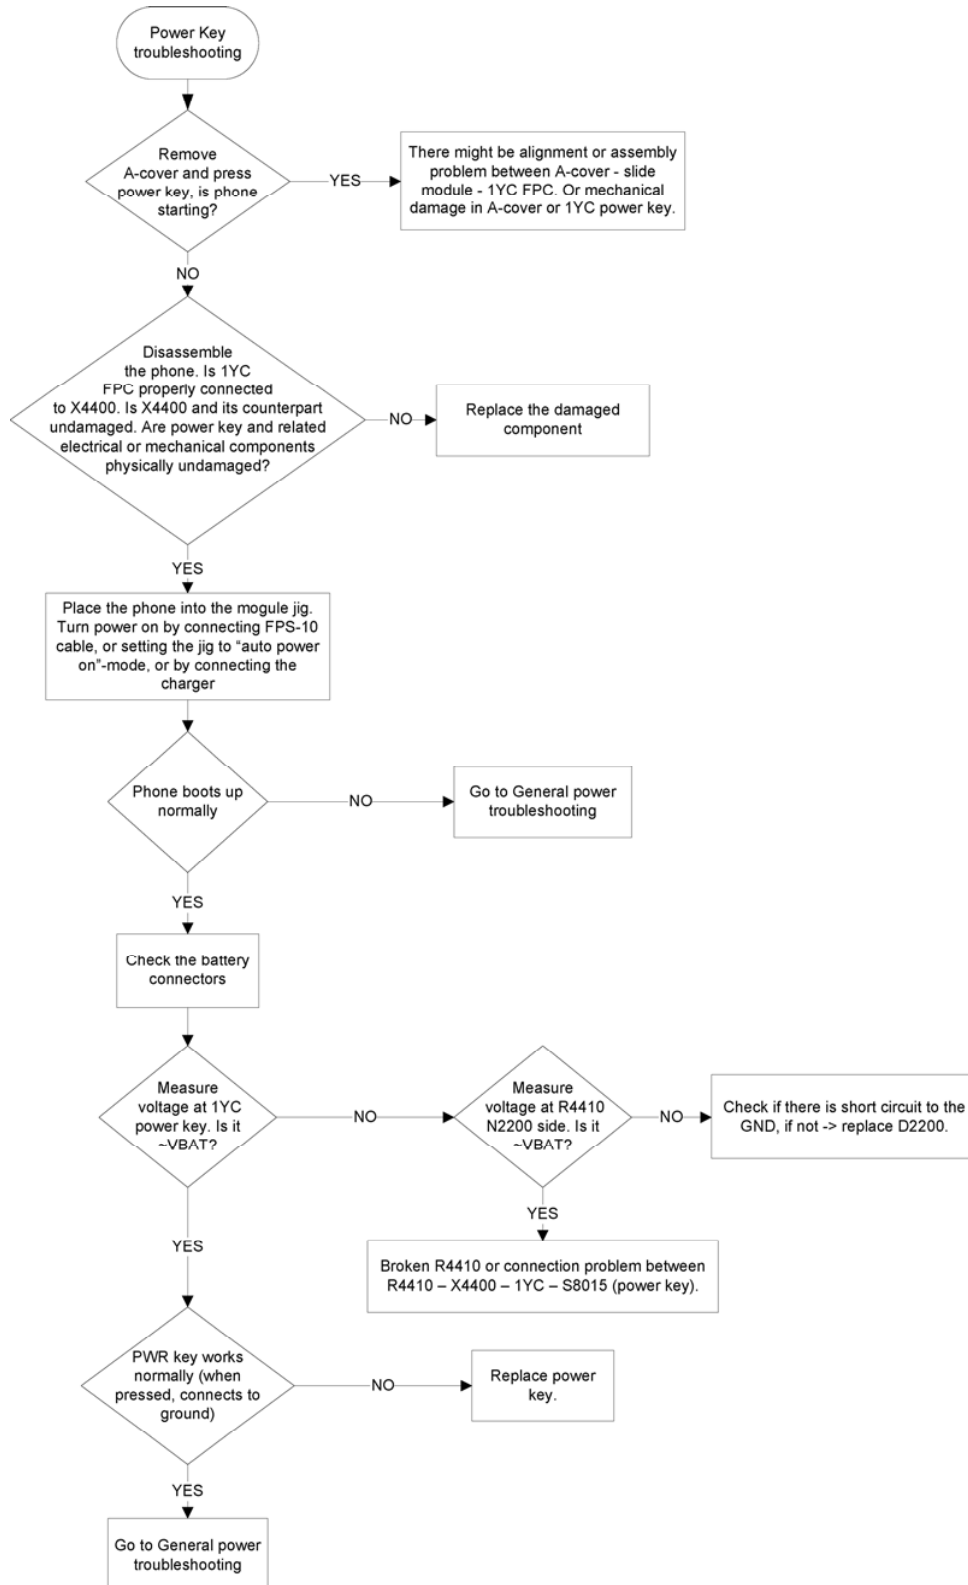 Power Key
troubleshooting
Remove
A-cover and press
power key, is phone
starting?
YES
There might be alignment or assembly
problem between A-cover - slide
module - 1YC FPC. Or mechanical
damage in A-cover or 1YC power key.
NO
Disassemble
the phone. Is 1YC
FPC properly connected
to X4400. Is X4400 and its counterpart
undamaged. Are power key and related
electrical or mechanical components
physically undamaged?
NO
Replace the damaged
component
YES
Place the phone into the mogule jig.
Turn power on by connecting FPS-10
cable, or setting the jig to “auto power
on”-mode, or by connecting the
charger
Phone boots up
normally
NO
Go to General power
troubleshooting
YES
Check the battery
connectors
Measure
voltage at 1YC
power key. Is it
~VBAT?
NO
Measure
voltage at R4410
N2200 side. Is it
~VBAT?
NO
Check if there is short circuit to the
GND, if not -> replace D2200.
YES
Broken R4410 or connection problem between
R4410 – X4400 – 1YC – S8015 (power key).
YES
PWR key works
normally (when
pressed, connects to
ground)
NO
Replace power
key.
YES
Go to General power
troubleshooting